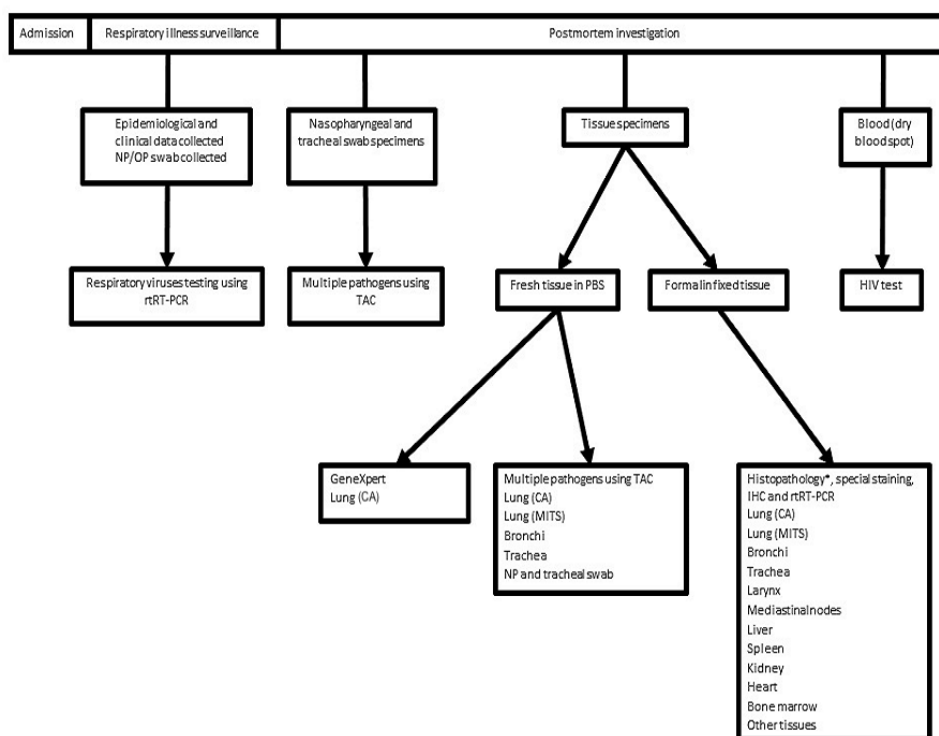 Admission
Respiratory illness surveillance
Postmortem investigation
Epidemiological and
clinical data collected
NP/OP swab collected
Nasopharyngeal and
tracheal swab specimens
Tissue specimens
Blood (dry
blood spot)
Respiratory viruses testing using
rtRT-PCR
Multiple pathogens using
TAC
Fresh tissue in PBS
Formalin fixed tissue
HIV test
GeneXpert
Lung (CA)
Multiple pathogens using TAC
Lung (CA)
Lung (MITS)
Bronchi
Trachea
NP and tracheal swab
Histopathology*, special staining,
IHC and rtRT-PCR
Lung (CA)
Lung (MITS)
Bronchi
Trachea
Larynx
Mediastinal nodes
Liver
Spleen
Kidney
Heart
Bone marrow
Other tissues